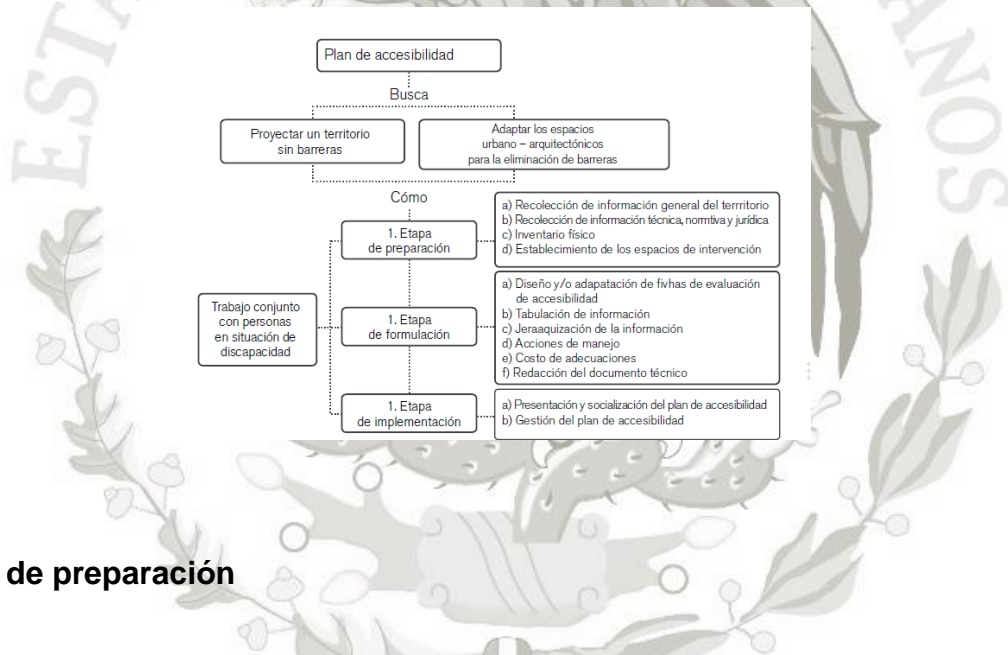 ESTA
ANOS
Plan de accesibilidad
Busca
Proyectar un territorio
sin barreras
Adaptar los espacios
urbano – arquitectónicos
para la eliminación de barreras
Cómo
Trabajo conjunto
con personas
en situación de
discapacidad
1. Etapa
de preparación
a) Recolección de información general del terrritorio
b) Recolección de información técnica, normtiva y jurídica
c) Inventario físico
d) Establecimiento de los espacios de intervención
1. Etapa
de formulación
a) Diseño y/o adapatación de fivhas de evaluación
de accesibilidad
b) Tabulación de información
c) Jeraaquización de la información
d) Acciones de manejo
e) Costo de adecuaciones
f) Redacción del documento técnico
1. Etapa
de implementación
a) Presentación y socialización del plan de accesibilidad
b) Gestión del plan de accesibilidad
de preparación